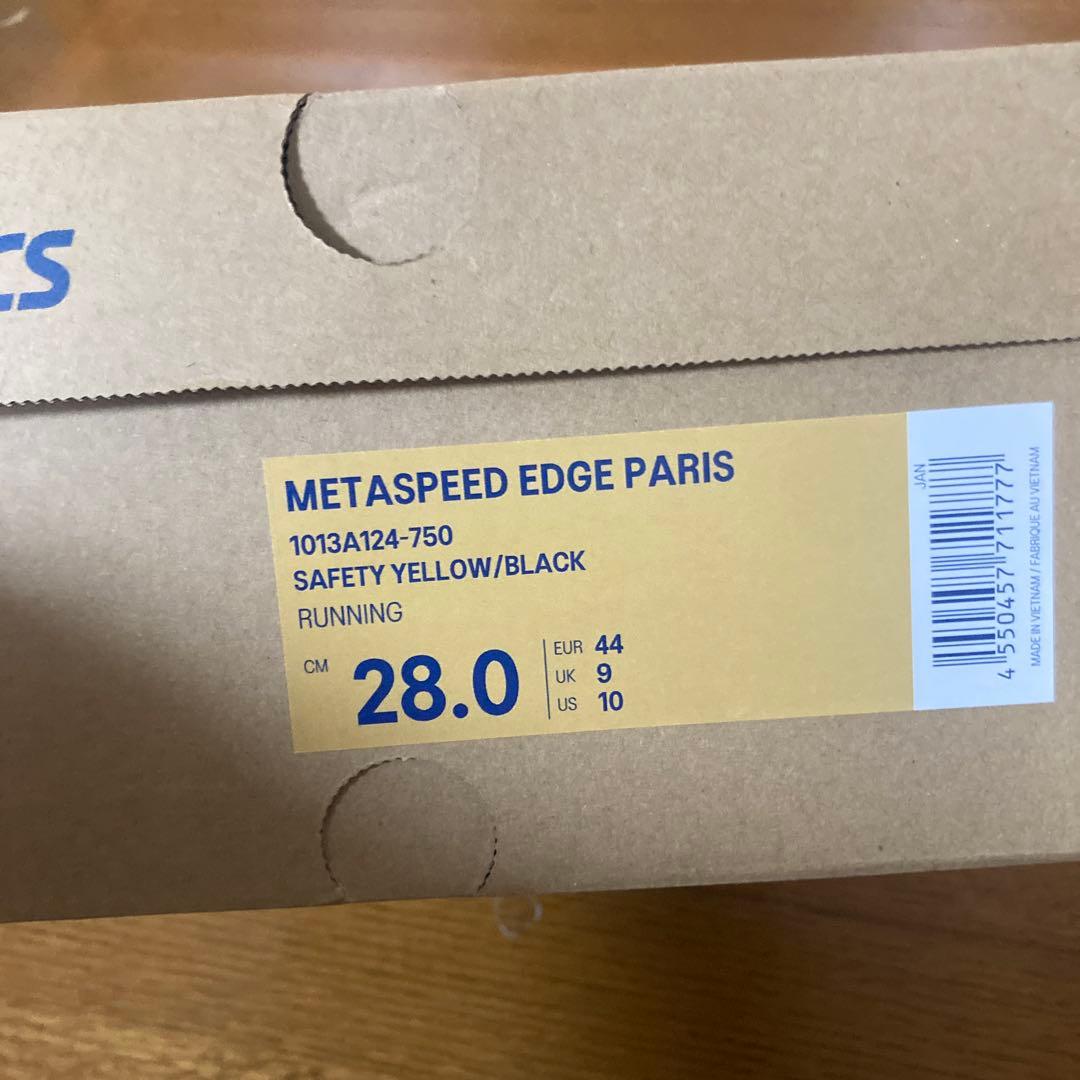 CS
METASPEED EDGE PARIS
1013A124-750
SAFETY YELLOW/BLACK
RUNNING
CM 28.0
EUR 44
UK 9
US 10
JAN
4 550457 711777
MADE IN VIETNAM / FABRIQUE AU VIETNAM